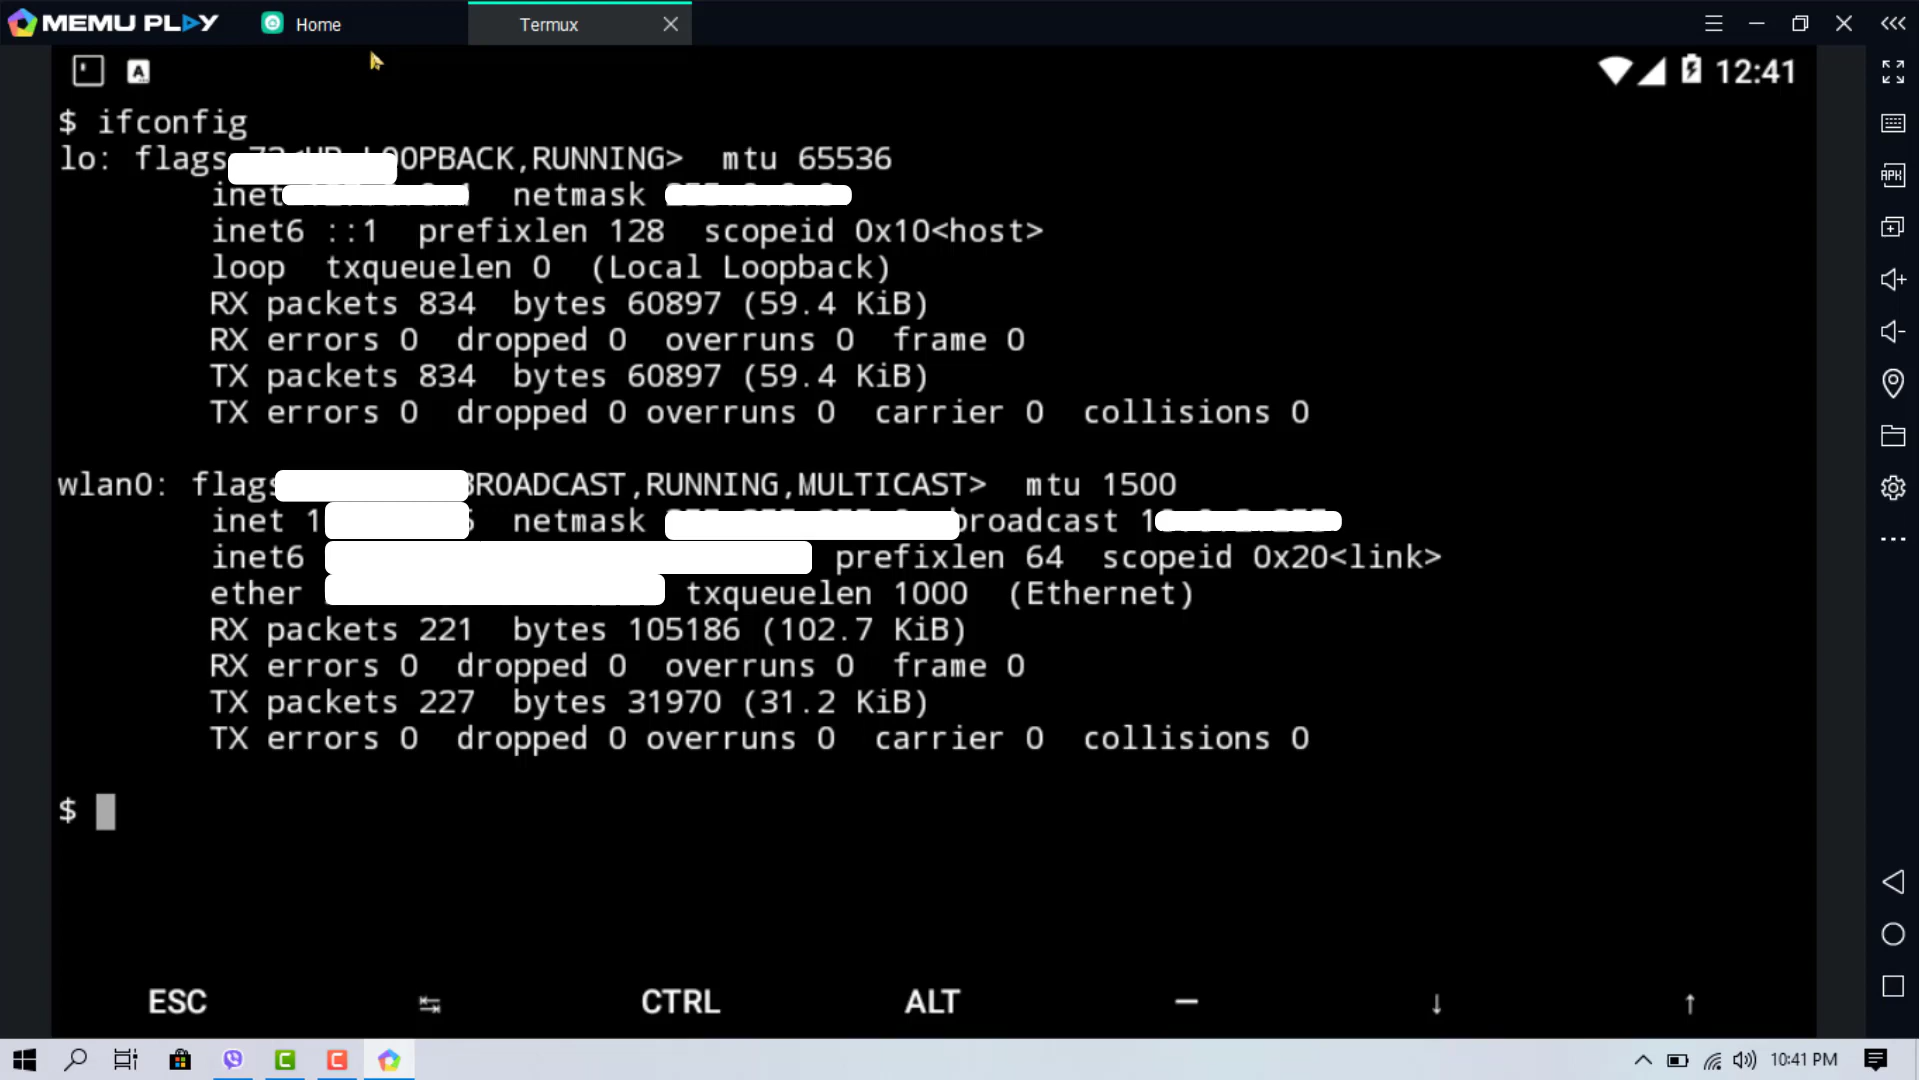 MEMU PLAY Home Termux
A 12:41
$ ifconfig
lo: flags OOPBACK,RUNNING> mtu 65536
inet netmask
inet6 ::1 prefixlen 128 scopeid 0x10<host>
loop txqueuelen 0 (Local Loopback)
RX packets 834 bytes 60897 (59.4 KiB)
RX errors 0 dropped 0 overruns 0 frame 0
TX packets 834 bytes 60897 (59.4 KiB)
TX errors 0 dropped 0 overruns 0 carrier 0 collisions 0
wlan0: flags ROADCAST,RUNNING,MULTICAST> mtu 1500
inet 1 netmask broadcast 1
inet6 prefixlen 64 scopeid 0x20<link>
ether txqueuelen 1000 (Ethernet)
RX packets 221 bytes 105186 (102.7 KiB)
RX errors 0 dropped 0 overruns 0 frame 0
TX packets 227 bytes 31970 (31.2 KiB)
TX errors 0 dropped 0 overruns 0 carrier 0 collisions 0
$
ESC ↹ CTRL ALT — ↓ ↑
APK
10:41 PM